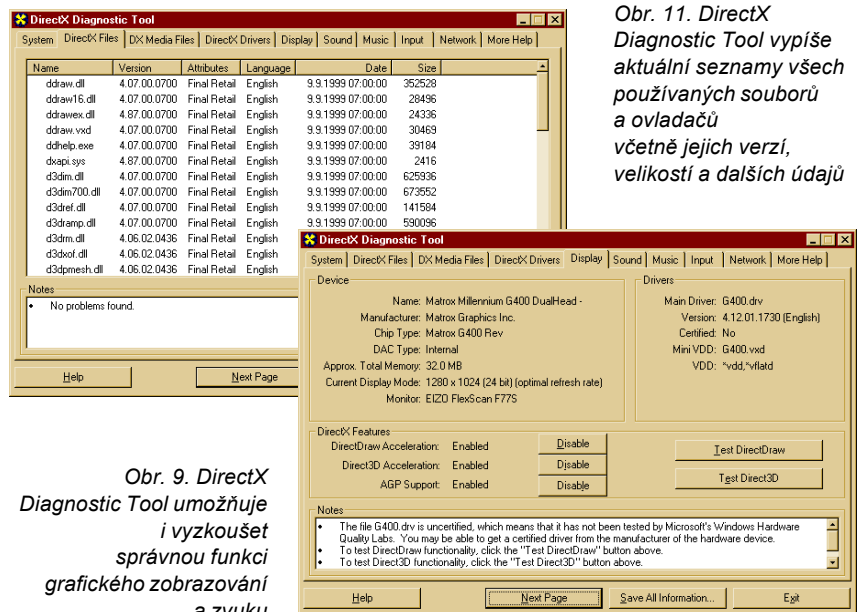 DirectX Diagnostic Tool
System DirectX Files DX Media Files DirectX Drivers Display Sound Music Input Network More Help
Name Version Attributes Language Date Size
ddraw.dll 4.07.00.0700 Final Retail English 9.9.1999 07:00:00 352528
ddraw16.dll 4.07.00.0700 Final Retail English 9.9.1999 07:00:00 28496
ddrawex.dll 4.87.00.0700 Final Retail English 9.9.1999 07:00:00 24336
ddraw.vxd 4.07.00.0700 Final Retail English 9.9.1999 07:00:00 30469
ddhelp.exe 4.07.00.0700 Final Retail English 9.9.1999 07:00:00 39184
dxapi.sys 4.87.00.0700 Final Retail English 9.9.1999 07:00:00 2416
d3dim.dll 4.07.00.0700 Final Retail English 9.9.1999 07:00:00 625936
d3dim700.dll 4.07.00.0700 Final Retail English 9.9.1999 07:00:00 673552
d3dref.dll 4.07.00.0700 Final Retail English 9.9.1999 07:00:00 141584
d3dramp.dll 4.07.00.0700 Final Retail English 9.9.1999 07:00:00 590096
d3drm.dll 4.06.02.0436 Final Retail English
d3dxof.dll 4.06.02.0436 Final Retail English
d3dpmesh.dll 4.06.02.0436 Final Retail English
Notes
• No problems found.
Help Next Page
Obr. 11. DirectX
Diagnostic Tool vypíše
aktuální seznamy všech
používaných souborů
a ovladačů
včetně jejich verzí,
velikostí a dalších údajů
DirectX Diagnostic Tool
System DirectX Files DX Media Files DirectX Drivers Display Sound Music Input Network More Help
Device
Name: Matrox Millennium G400 DualHead -
Manufacturer: Matrox Graphics Inc.
Chip Type: Matrox G400 Rev
DAC Type: Internal
Approx. Total Memory: 32.0 MB
Current Display Mode: 1280 x 1024 (24 bit) (optimal refresh rate)
Monitor: EIZO FlexScan F77S
Drivers
Main Driver: G400.drv
Version: 4.12.01.1730 (English)
Certified: No
Mini VDD: G400.vxd
VDD: *vdd,*vflatd
DirectX Features
DirectDraw Acceleration: Enabled Disable
Direct3D Acceleration: Enabled Disable
AGP Support: Enabled Disable
Test DirectDraw
Test Direct3D
Notes
• The file G400.drv is uncertified, which means that it has not been tested by Microsoft's Windows Hardware
Quality Labs. You may be able to get a certified driver from the manufacturer of the hardware device.
• To test DirectDraw functionality, click the "Test DirectDraw" button above.
• To test Direct3D functionality, click the "Test Direct3D" button above.
Help Next Page Save All Information... Exit
Obr. 9. DirectX
Diagnostic Tool umožňuje
i vyzkoušet
správnou funkci
grafického zobrazování
a zvuku